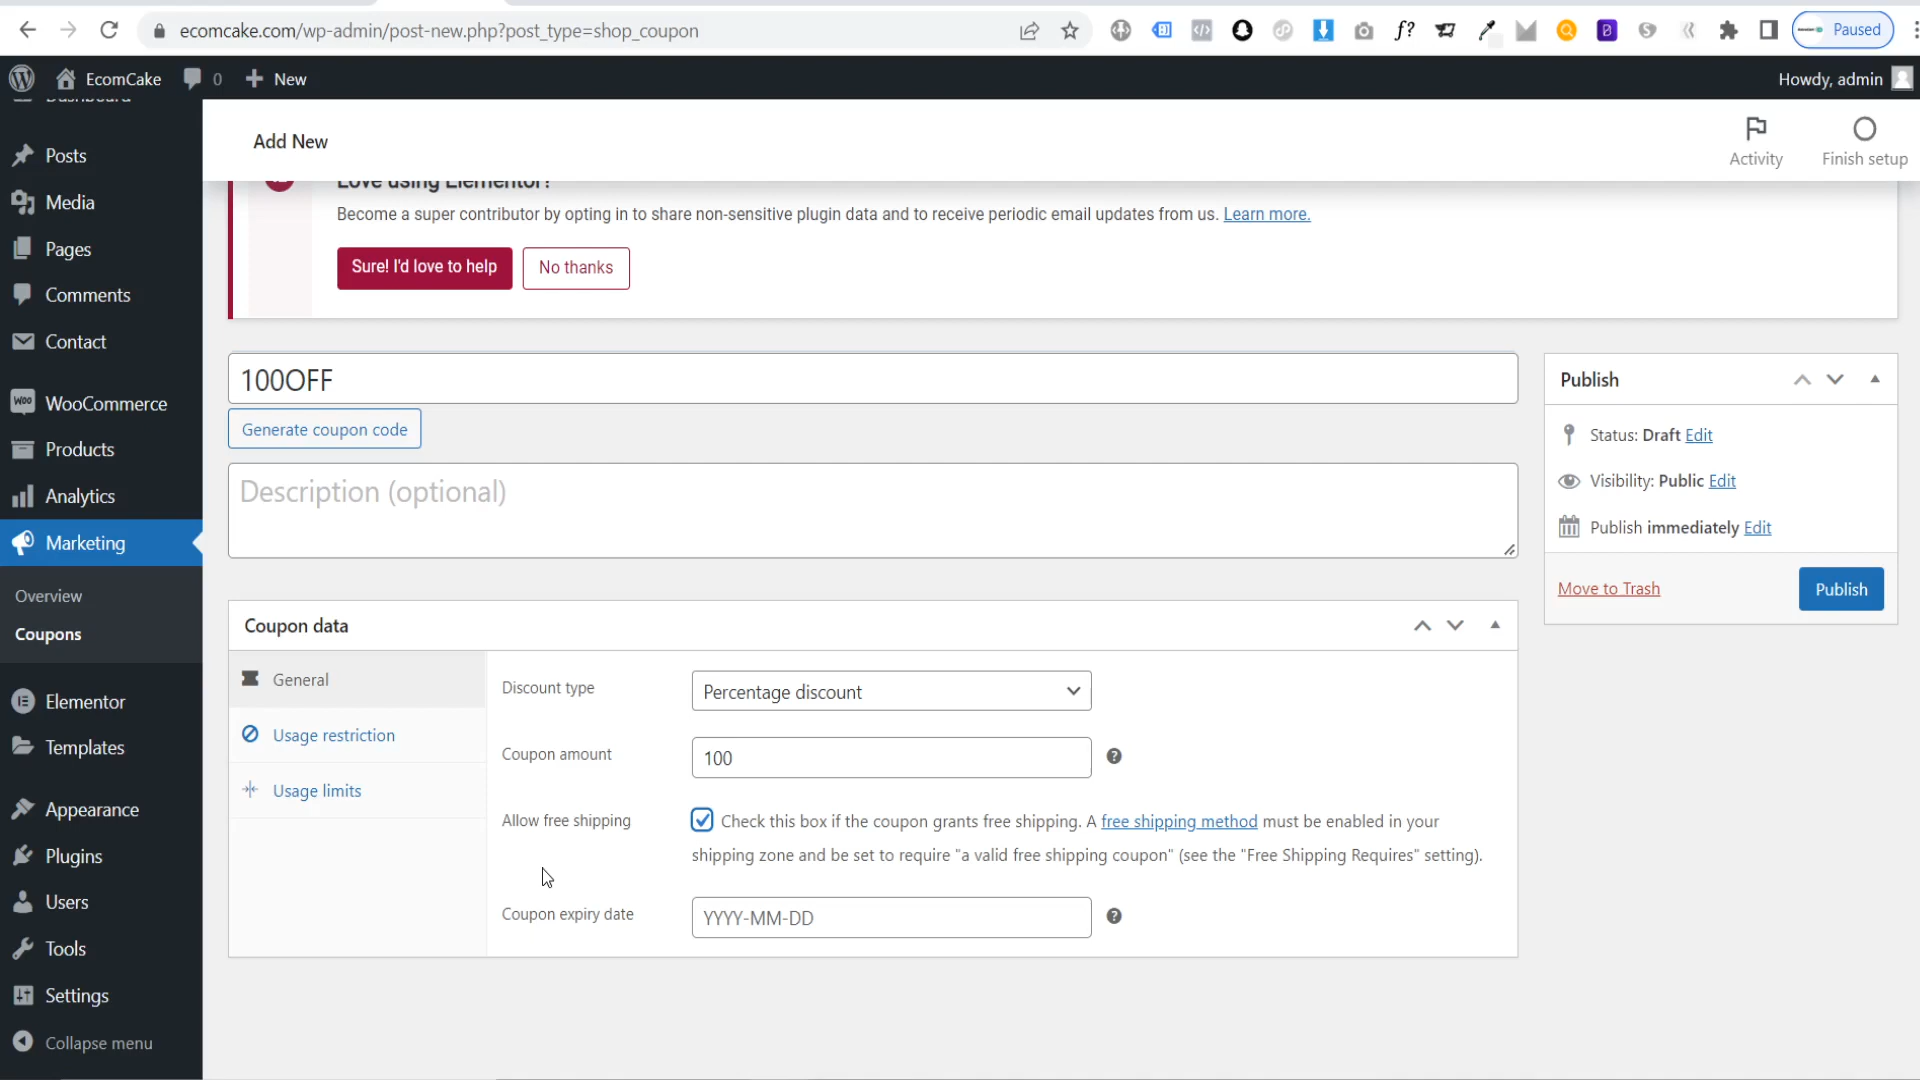 ecomcake.com/wp-admin/post-new.php?post_type=shop_coupon
Paused
EcomCake
0
New
Howdy, admin
Dashboard
Posts
Media
Pages
Comments
Contact
WooCommerce
Products
Analytics
Marketing
Overview
Coupons
Elementor
Templates
Appearance
Plugins
Users
Tools
Settings
Collapse menu
Add New
Activity
Finish setup
Love using Elementor?
Become a super contributor by opting in to share non-sensitive plugin data and to receive periodic email updates from us. Learn more.
Sure! I'd love to help
No thanks
100OFF
Generate coupon code
Description (optional)
Coupon data
General
Usage restriction
Usage limits
Discount type
Percentage discount
Coupon amount
100
Allow free shipping
Check this box if the coupon grants free shipping. A free shipping method must be enabled in your
shipping zone and be set to require "a valid free shipping coupon" (see the "Free Shipping Requires" setting).
Coupon expiry date
YYYY-MM-DD
Publish
Status: Draft Edit
Visibility: Public Edit
Publish immediately Edit
Move to Trash
Publish